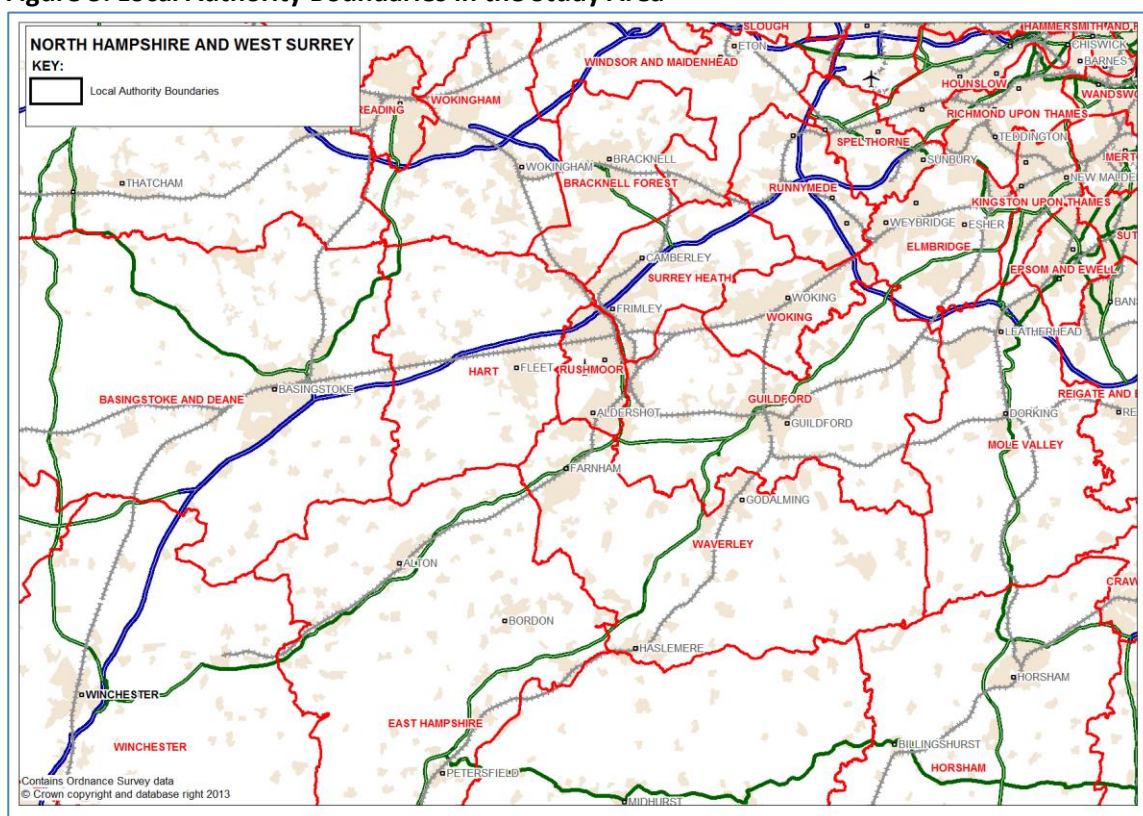 Figure 3: Local Authority Boundaries in the Study Area
NORTH HAMPSHIRE AND WEST SURREY
KEY:
Local Authority Boundaries
SLOUGH
HAMMERSMITH AND
ETON
CHISWICK
BARNES
WINDSOR AND MAIDENHEAD
HOUNSLOW
WANDSWO
READING
WOKINGHAM
RICHMOND UPON THAMES
TEDDINGTON
SPELTHORNE
SUNBURY
MERT
WOKINGHAM
BRACKNELL
BRACKNELL FOREST
NEW MALDE
THATCHAM
RUNNYMEDE
KINGSTON UPON THAMES
WEYBRIDGE
ESHER
ELMBRIDGE
SUT
CAMBERLEY
SURREY HEATH
EPSOM AND EWELL
WOKING
BANS
FRIMLEY
WOKING
LEATHERHEAD
HART
FLEET
RUSHMOOR
BASINGSTOKE
BASINGSTOKE AND DEANE
GUILDFORD
REIGATE AND
ALDERSHOT
GUILDFORD
DORKING
RE
MOLE VALLEY
FARNHAM
GODALMING
WAVERLEY
ALTON
CRAW
BORDON
HASLEMERE
HORSHAM
WINCHESTER
EAST HAMPSHIRE
WINCHESTER
BILLINGSHURST
HORSHAM
PETERSFIELD
MIDHURST
Contains Ordnance Survey data
© Crown copyright and database right 2013